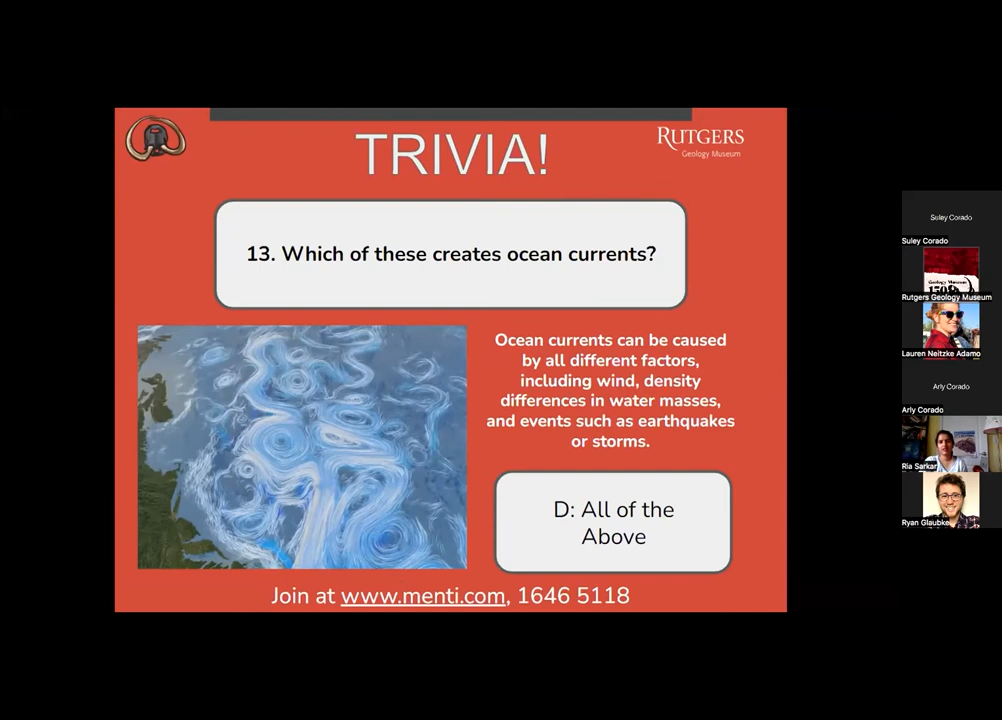 TRIVIA!
RUTGERS
Geology Museum
13. Which of these creates ocean currents?
Ocean currents can be caused
by all different factors,
including wind, density
differences in water masses,
and events such as earthquakes
or storms.
D: All of the
Above
Join at www.menti.com, 1646 5118
Suley Corado
Suley Corado
Geology Museum
Rutgers Geology Museum
Lauren Neitzke Adamo
Arly Corado
Arly Corado
Ria Sarkar
Ryan Glaubke